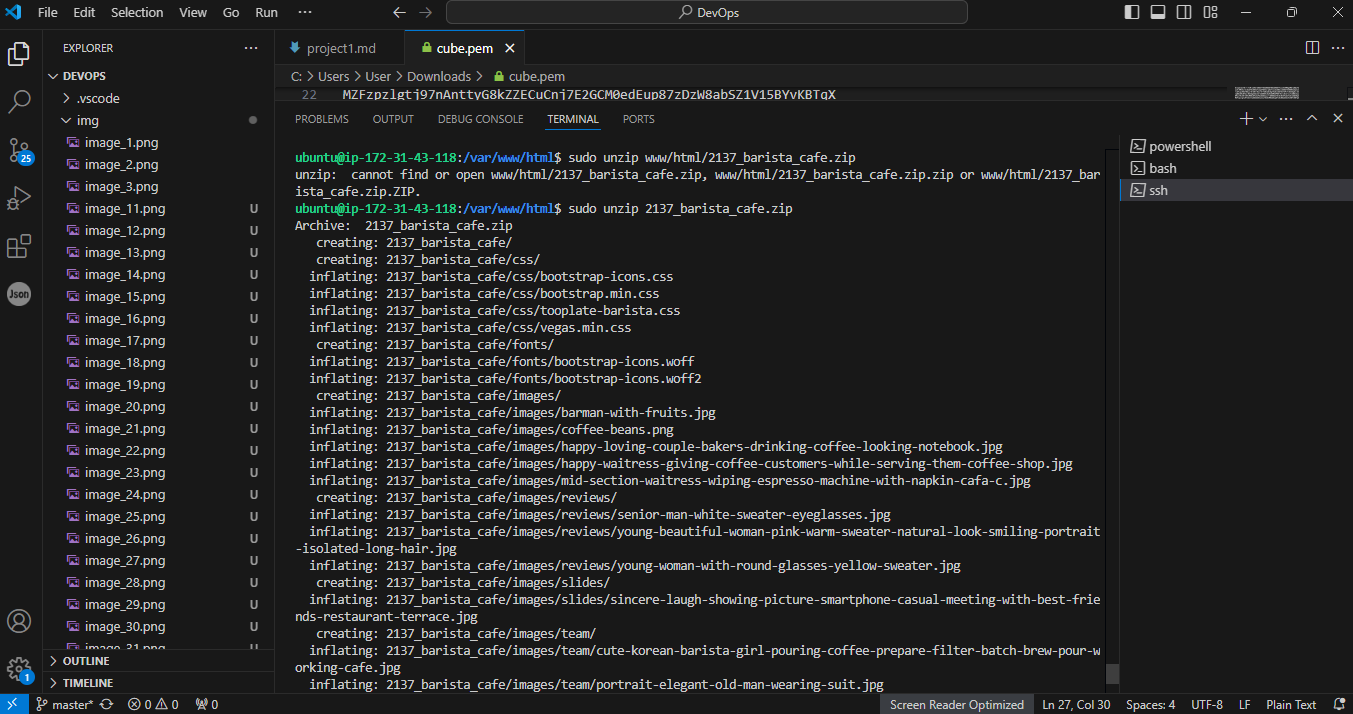 File Edit Selection View Go Run ··· DevOps
EXPLORER ···
DEVOPS
.vscode
img
image_1.png
image_2.png
image_3.png
image_11.png U
image_12.png U
image_13.png U
image_14.png U
image_15.png U
image_16.png U
image_17.png U
image_18.png U
image_19.png U
image_20.png U
image_21.png U
image_22.png U
image_23.png U
image_24.png U
image_25.png U
image_26.png U
image_27.png U
image_28.png U
image_29.png U
image_30.png U
image_31.png U
OUTLINE
TIMELINE
25
Json
1
project1.md cube.pem
C: > Users > User > Downloads > cube.pem
22 MZFzpzlgtj97nAnttyG8kZZECuCnj7E2GCM0edEup87zDzW8abSZ1V15BYvKBTqX
PROBLEMS OUTPUT DEBUG CONSOLE TERMINAL PORTS
ubuntu@ip-172-31-43-118:/var/www/html$ sudo unzip www/html/2137_barista_cafe.zip
unzip:  cannot find or open www/html/2137_barista_cafe.zip, www/html/2137_barista_cafe.zip.zip or www/html/2137_bar
ista_cafe.zip.ZIP.
ubuntu@ip-172-31-43-118:/var/www/html$ sudo unzip 2137_barista_cafe.zip
Archive:  2137_barista_cafe.zip
creating: 2137_barista_cafe/
creating: 2137_barista_cafe/css/
inflating: 2137_barista_cafe/css/bootstrap-icons.css
inflating: 2137_barista_cafe/css/bootstrap.min.css
inflating: 2137_barista_cafe/css/tooplate-barista.css
inflating: 2137_barista_cafe/css/vegas.min.css
creating: 2137_barista_cafe/fonts/
inflating: 2137_barista_cafe/fonts/bootstrap-icons.woff
inflating: 2137_barista_cafe/fonts/bootstrap-icons.woff2
creating: 2137_barista_cafe/images/
inflating: 2137_barista_cafe/images/barman-with-fruits.jpg
inflating: 2137_barista_cafe/images/coffee-beans.png
inflating: 2137_barista_cafe/images/happy-loving-couple-bakers-drinking-coffee-looking-notebook.jpg
inflating: 2137_barista_cafe/images/happy-waitress-giving-coffee-customers-while-serving-them-coffee-shop.jpg
inflating: 2137_barista_cafe/images/mid-section-waitress-wiping-espresso-machine-with-napkin-cafa-c.jpg
creating: 2137_barista_cafe/images/reviews/
inflating: 2137_barista_cafe/images/reviews/senior-man-white-sweater-eyeglasses.jpg
inflating: 2137_barista_cafe/images/reviews/young-beautiful-woman-pink-warm-sweater-natural-look-smiling-portrait
-isolated-long-hair.jpg
inflating: 2137_barista_cafe/images/reviews/young-woman-with-round-glasses-yellow-sweater.jpg
creating: 2137_barista_cafe/images/slides/
inflating: 2137_barista_cafe/images/slides/sincere-laugh-showing-picture-smartphone-casual-meeting-with-best-frie
nds-restaurant-terrace.jpg
creating: 2137_barista_cafe/images/team/
inflating: 2137_barista_cafe/images/team/cute-korean-barista-girl-pouring-coffee-prepare-filter-batch-brew-pour-w
orking-cafe.jpg
inflating: 2137_barista_cafe/images/team/portrait-elegant-old-man-wearing-suit.jpg
powershell
bash
ssh
master* 0 0 0 Screen Reader Optimized Ln 27, Col 30 Spaces: 4 UTF-8 LF Plain Text